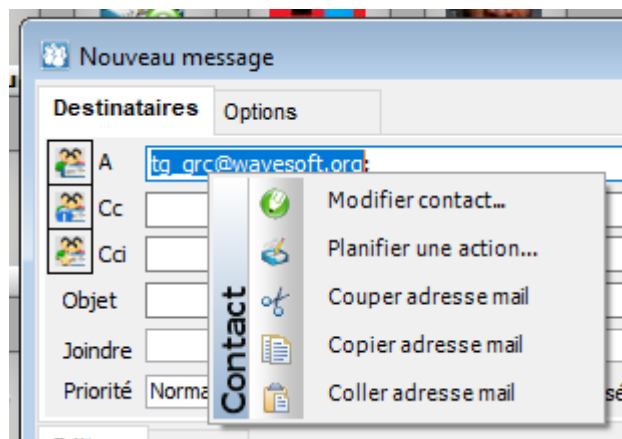 Nouveau message
Destinataires Options
A tg_grc@wavesoft.org;
Cc
Cci
Objet
Joindre
Priorité Norma
Contact
Modifier contact...
Planifier une action...
Couper adresse mail
Copier adresse mail
Coller adresse mail
sé